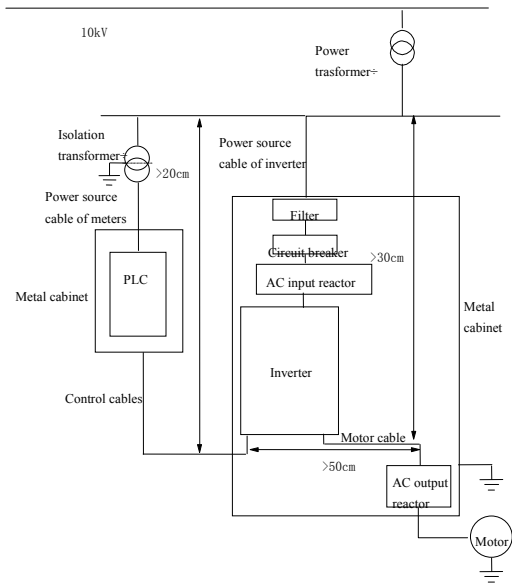 10kV
Power
trasformer÷
Isolation
transformer÷
>20cm
Power source
cable of inverter
Power source
cable of meters
Filter
Circuit breaker
>30cm
PLC
AC input reactor
Metal cabinet
Metal
cabinet
Inverter
Control cables
Motor cable
>50cm
AC output
reactor
Motor